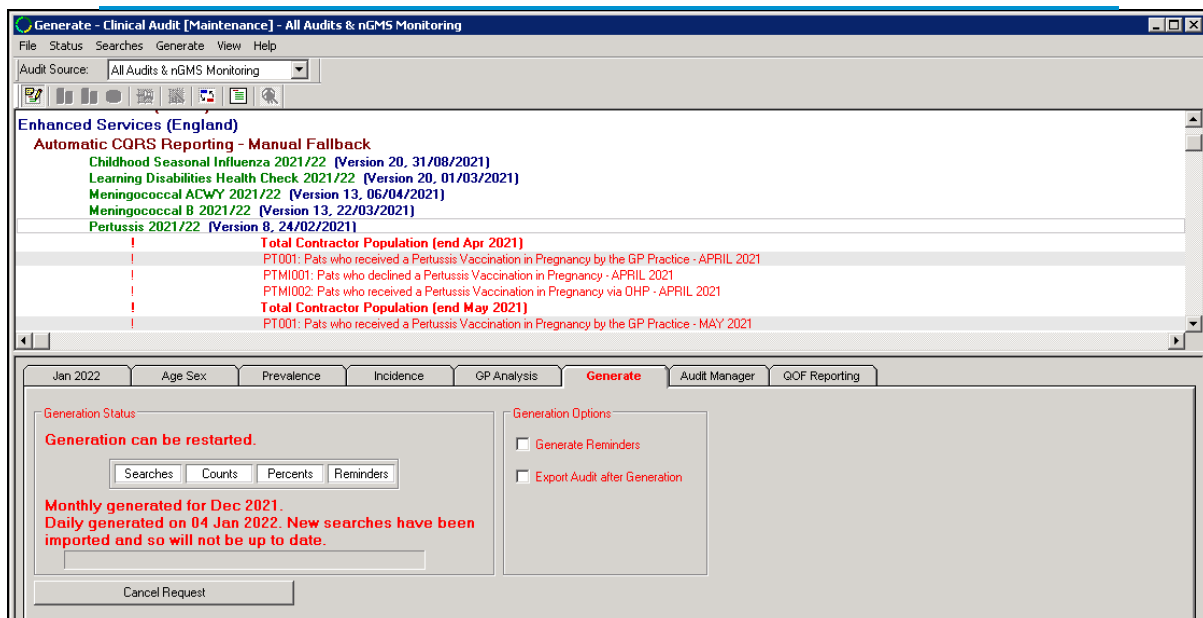 Generate - Clinical Audit [Maintenance] - All Audits & nGMS Monitoring
File Status Searches Generate View Help
Audit Source: All Audits & nGMS Monitoring
Enhanced Services (England)
Automatic CQRS Reporting - Manual Fallback
Childhood Seasonal Influenza 2021/22 (Version 20, 31/08/2021)
Learning Disabilities Health Check 2021/22 (Version 20, 01/03/2021)
Meningococcal ACWY 2021/22 (Version 13, 06/04/2021)
Meningococcal B 2021/22 (Version 13, 22/03/2021)
Pertussis 2021/22 (Version 8, 24/02/2021)
! Total Contractor Population (end Apr 2021)
! PT001: Pats who received a Pertussis Vaccination in Pregnancy by the GP Practice - APRIL 2021
! PTMI001: Pats who declined a Pertussis Vaccination in Pregnancy - APRIL 2021
! PTMI002: Pats who received a Pertussis Vaccination in Pregnancy via OHP - APRIL 2021
! Total Contractor Population (end May 2021)
! PT001: Pats who received a Pertussis Vaccination in Pregnancy by the GP Practice - MAY 2021
Jan 2022 Age Sex Prevalence Incidence GP Analysis Generate Audit Manager QOF Reporting
Generation Status
Generation can be restarted.
Searches Counts Percents Reminders
Monthly generated for Dec 2021.
Daily generated on 04 Jan 2022. New searches have been
imported and so will not be up to date.
Cancel Request
Generation Options
Generate Reminders
Export Audit after Generation